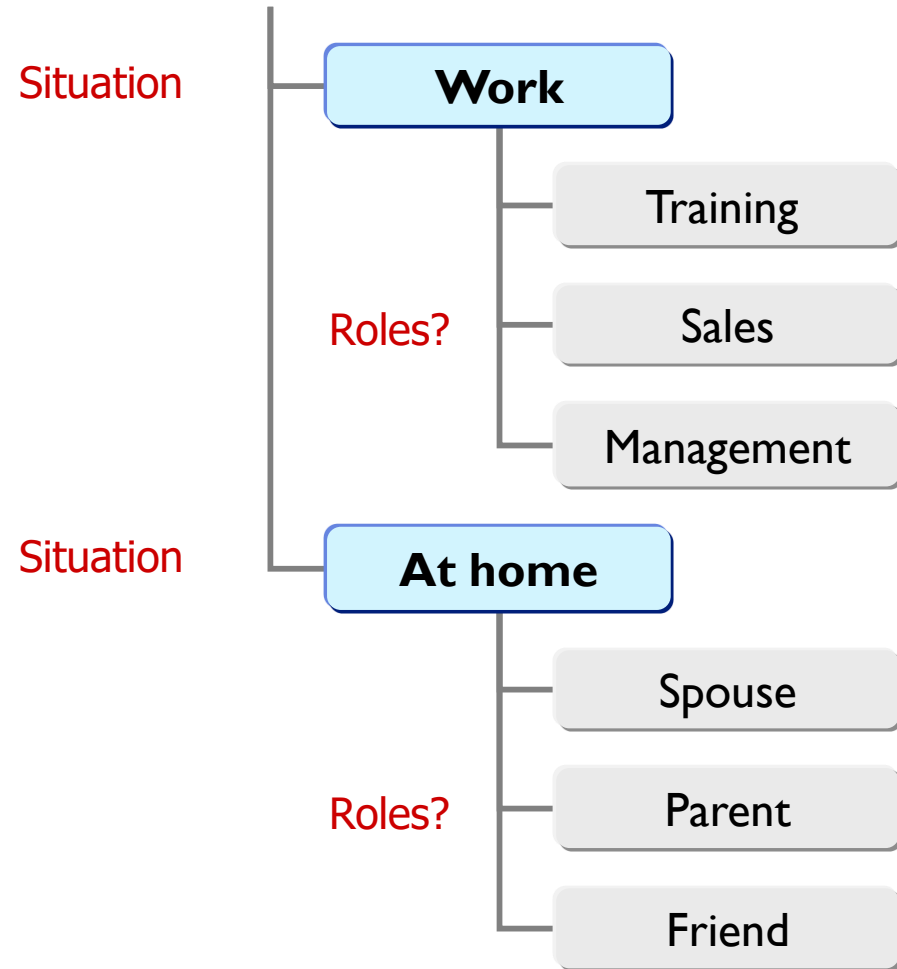 Situation
Work
Training
Roles?
Sales
Management
Situation
At home
Spouse
Roles?
Parent
Friend